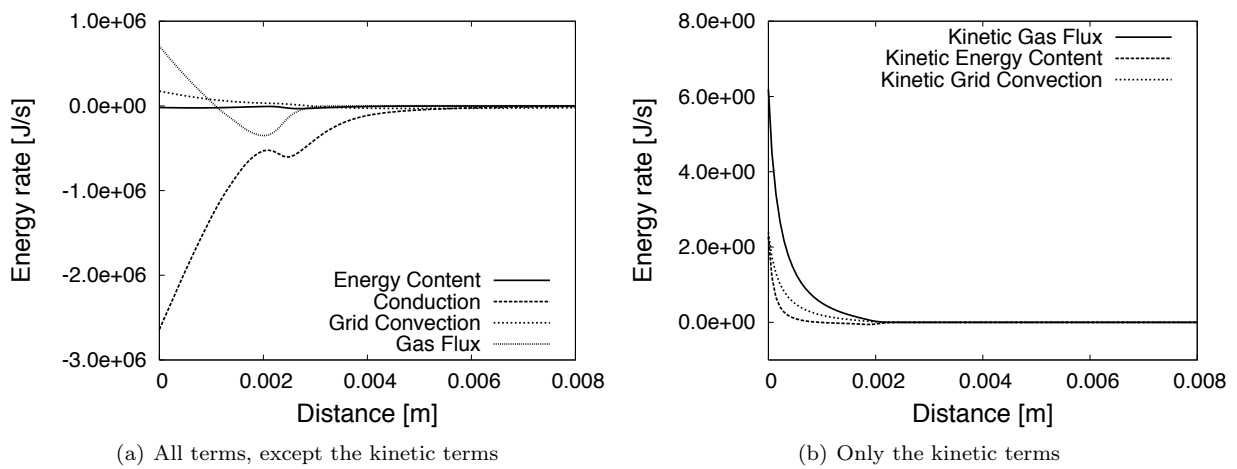 1.0e+06
0.0e+00
-1.0e+06
-2.0e+06
-3.0e+06
Energy rate [J/s]
Energy Content
Conduction
Grid Convection
Gas Flux
0 0.002 0.004 0.006 0.008
Distance [m]
(a) All terms, except the kinetic terms
8.0e+00
6.0e+00
4.0e+00
2.0e+00
0.0e+00
Energy rate [J/s]
Kinetic Gas Flux
Kinetic Energy Content
Kinetic Grid Convection
0 0.002 0.004 0.006 0.008
Distance [m]
(b) Only the kinetic terms